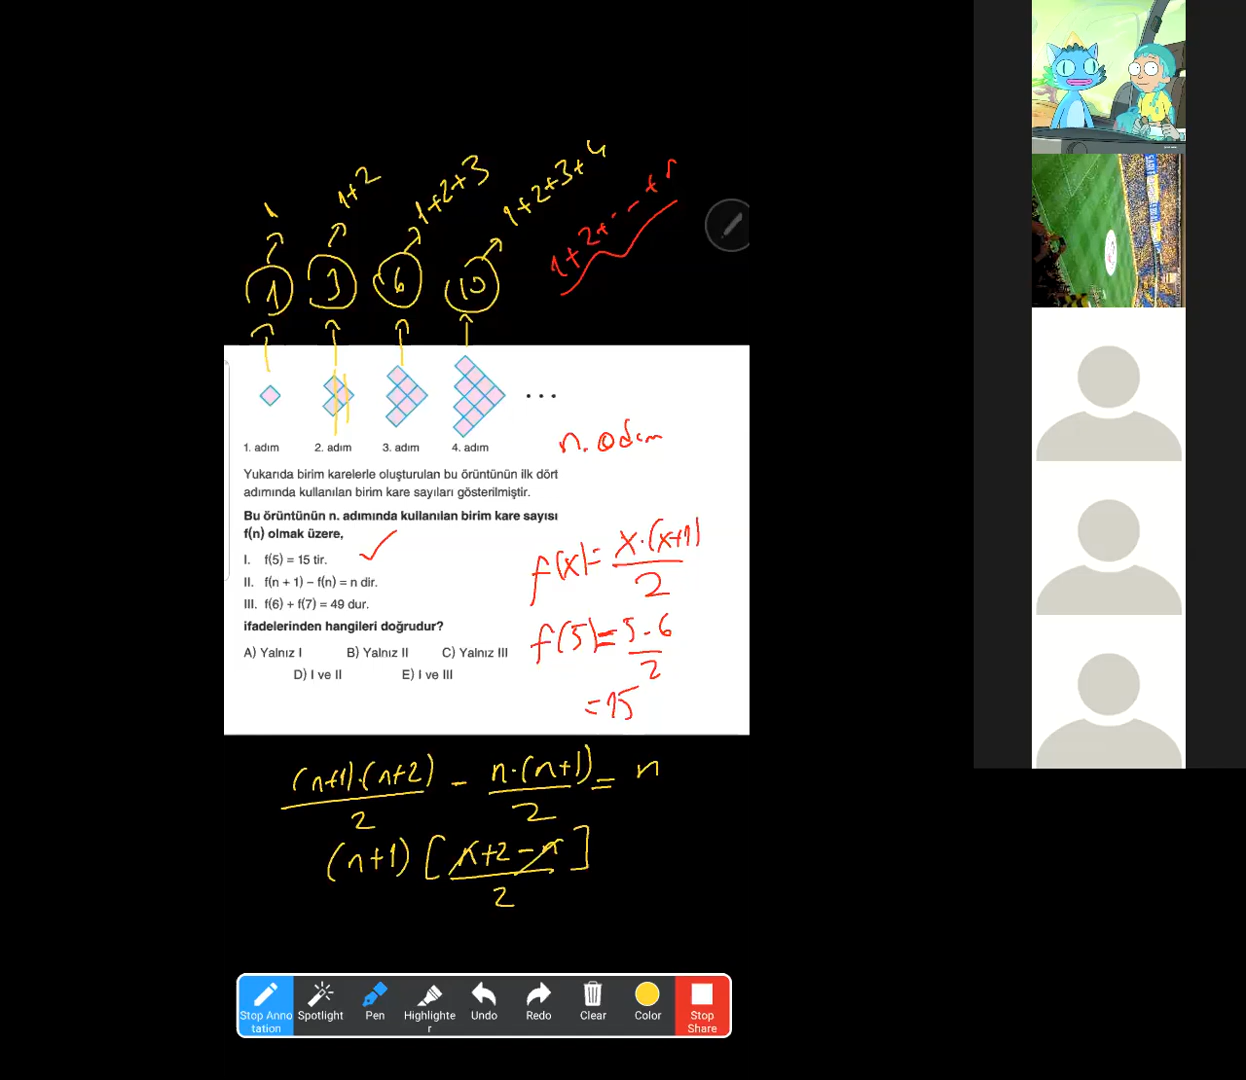 1 1+2 1+2+3 1+2+3+4 1+2+...+n
1 3 6 10
...
1. adım 2. adım 3. adım 4. adım n. adım
Yukarıda birim karelerle oluşturulan bu örüntünün ilk dört
adımında kullanılan birim kare sayıları gösterilmiştir.
Bu örüntünün n. adımında kullanılan birim kare sayısı
f(n) olmak üzere,
I. f(5) = 15 tir.
II. f(n + 1) – f(n) = n dir.
III. f(6) + f(7) = 49 dur.
ifadelerinden hangileri doğrudur?
A) Yalnız I B) Yalnız II C) Yalnız III
D) I ve II E) I ve III
f(x) = x·(x+1) / 2
f(5) = 5·6 / 2
= 15
(n+1)·(n+2) / 2 - n·(n+1) / 2 = n
(n+1) [n+2-n / 2]
Stop Anno
tation
Spotlight
Pen
Highlighte
r
Undo
Redo
Clear
Color
Stop
Share